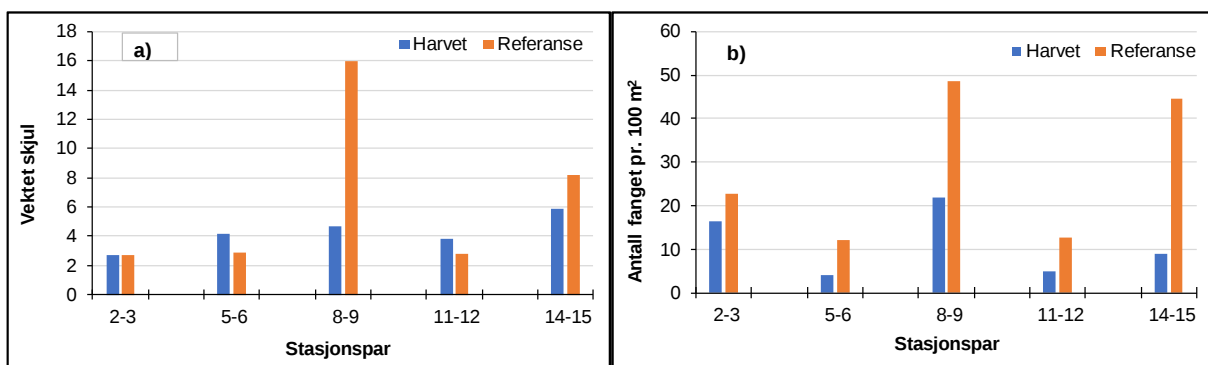 a)
Harvet Referanse
Vektet skjul
18
16
14
12
10
8
6
4
2
0
2-3 5-6 8-9 11-12 14-15
Stasjonspar
b)
Harvet Referanse
Antall fanget pr. 100 m²
60
50
40
30
20
10
0
2-3 5-6 8-9 11-12 14-15
Stasjonspar